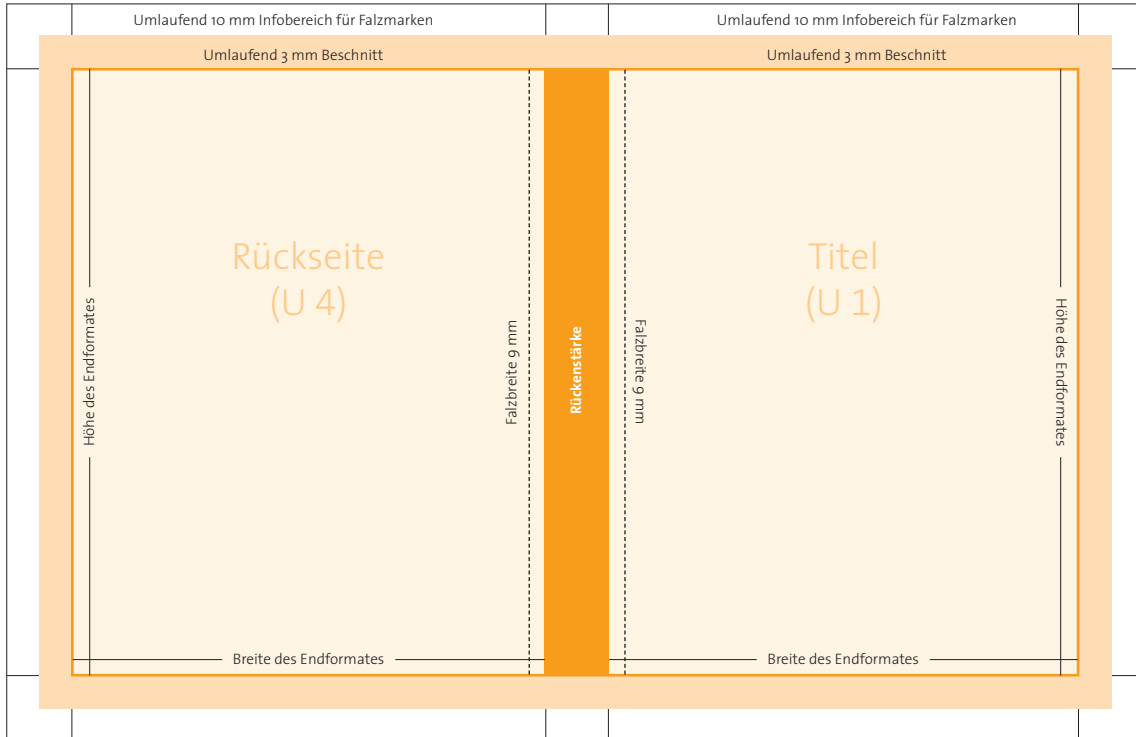 Umlaufend 10 mm Infobereich für Falzmarken
Umlaufend 10 mm Infobereich für Falzmarken
Umlaufend 3 mm Beschnitt
Umlaufend 3 mm Beschnitt
Rückseite
(U 4)
Titel
(U 1)
Höhe des Endformates
Falzbreite 9 mm
Rückenstärke
Falzbreite 9 mm
Höhe des Endformates
Breite des Endformates
Breite des Endformates